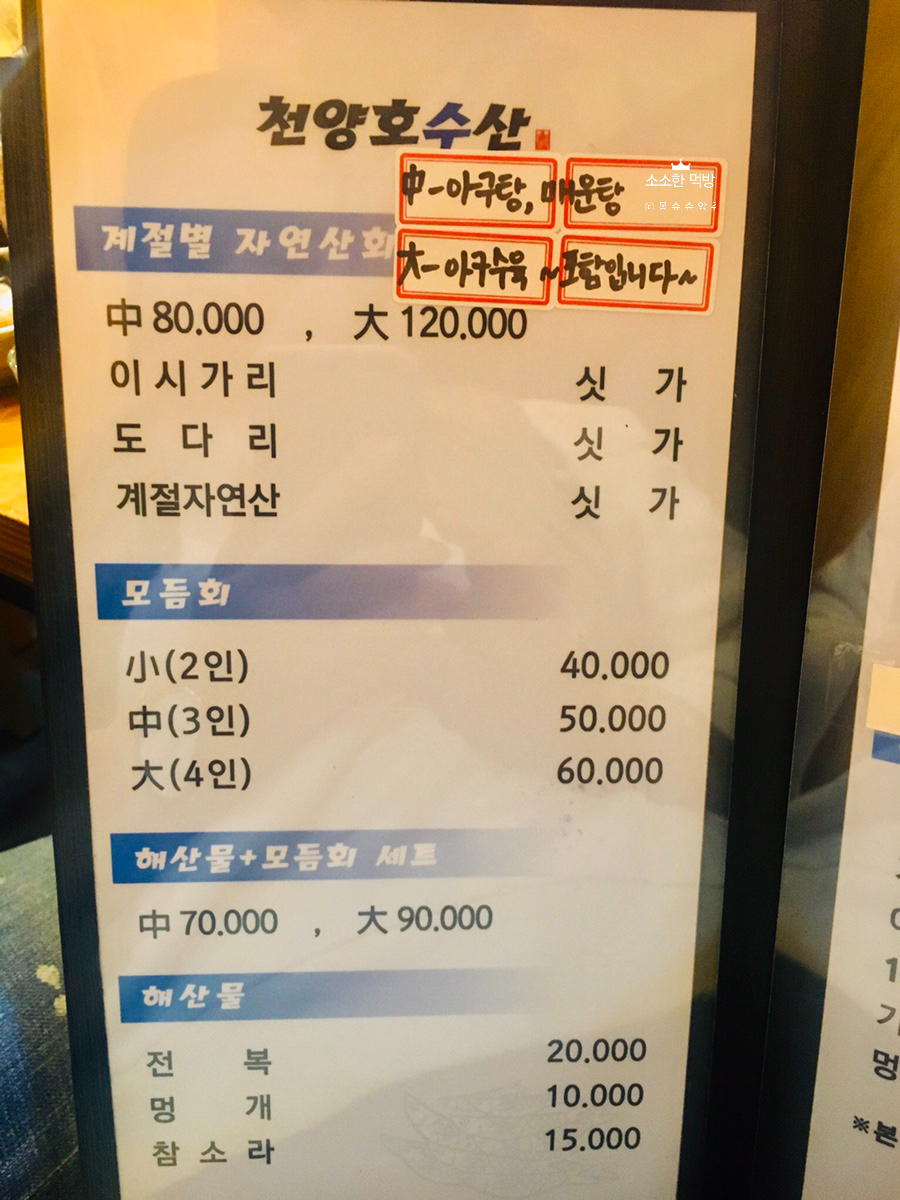 천양호수산
中-아구탕, 매운탕
소소한 먹방
계절별 자연산회
大-아구수육 ~포함입니다~
中 80.000 , 大 120.000
이시가리 싯가
도다리 싯가
계절자연산 싯가
모듬회
小(2인) 40.000
中(3인) 50.000
大(4인) 60.000
해산물+모듬회 세트
中 70.000 , 大 90.000
해산물
전복 20.000
멍개 10.000
참소라 15.000
멍
※본